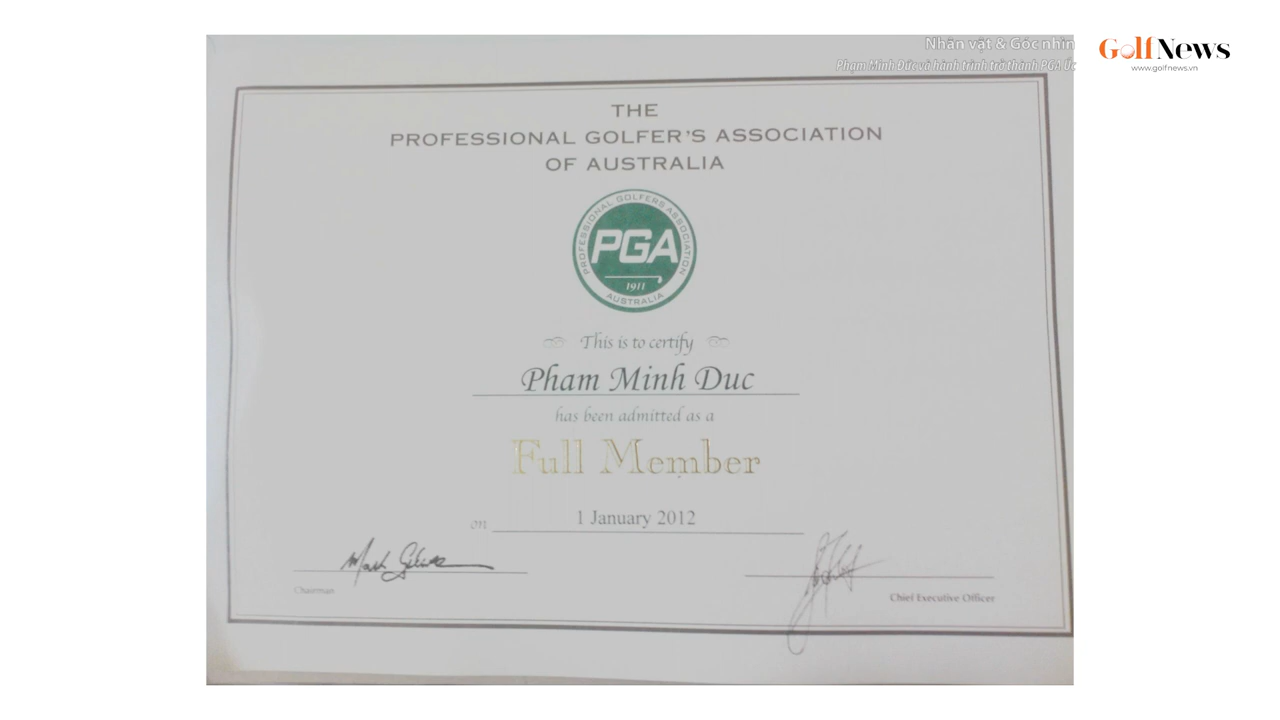 Nhân vật & Góc nhìn
Phạm Minh Đức và hành trình trở thành PGA Úc
GolfNews
www.golfnews.vn
THE
PROFESSIONAL GOLFER'S ASSOCIATION
OF AUSTRALIA
PROFESSIONAL GOLFERS ASSOCIATION
PGA
1911
AUSTRALIA
This is to certify
Pham Minh Duc
has been admitted as a
Full Member
on 1 January 2012
Chairman
Chief Executive Officer